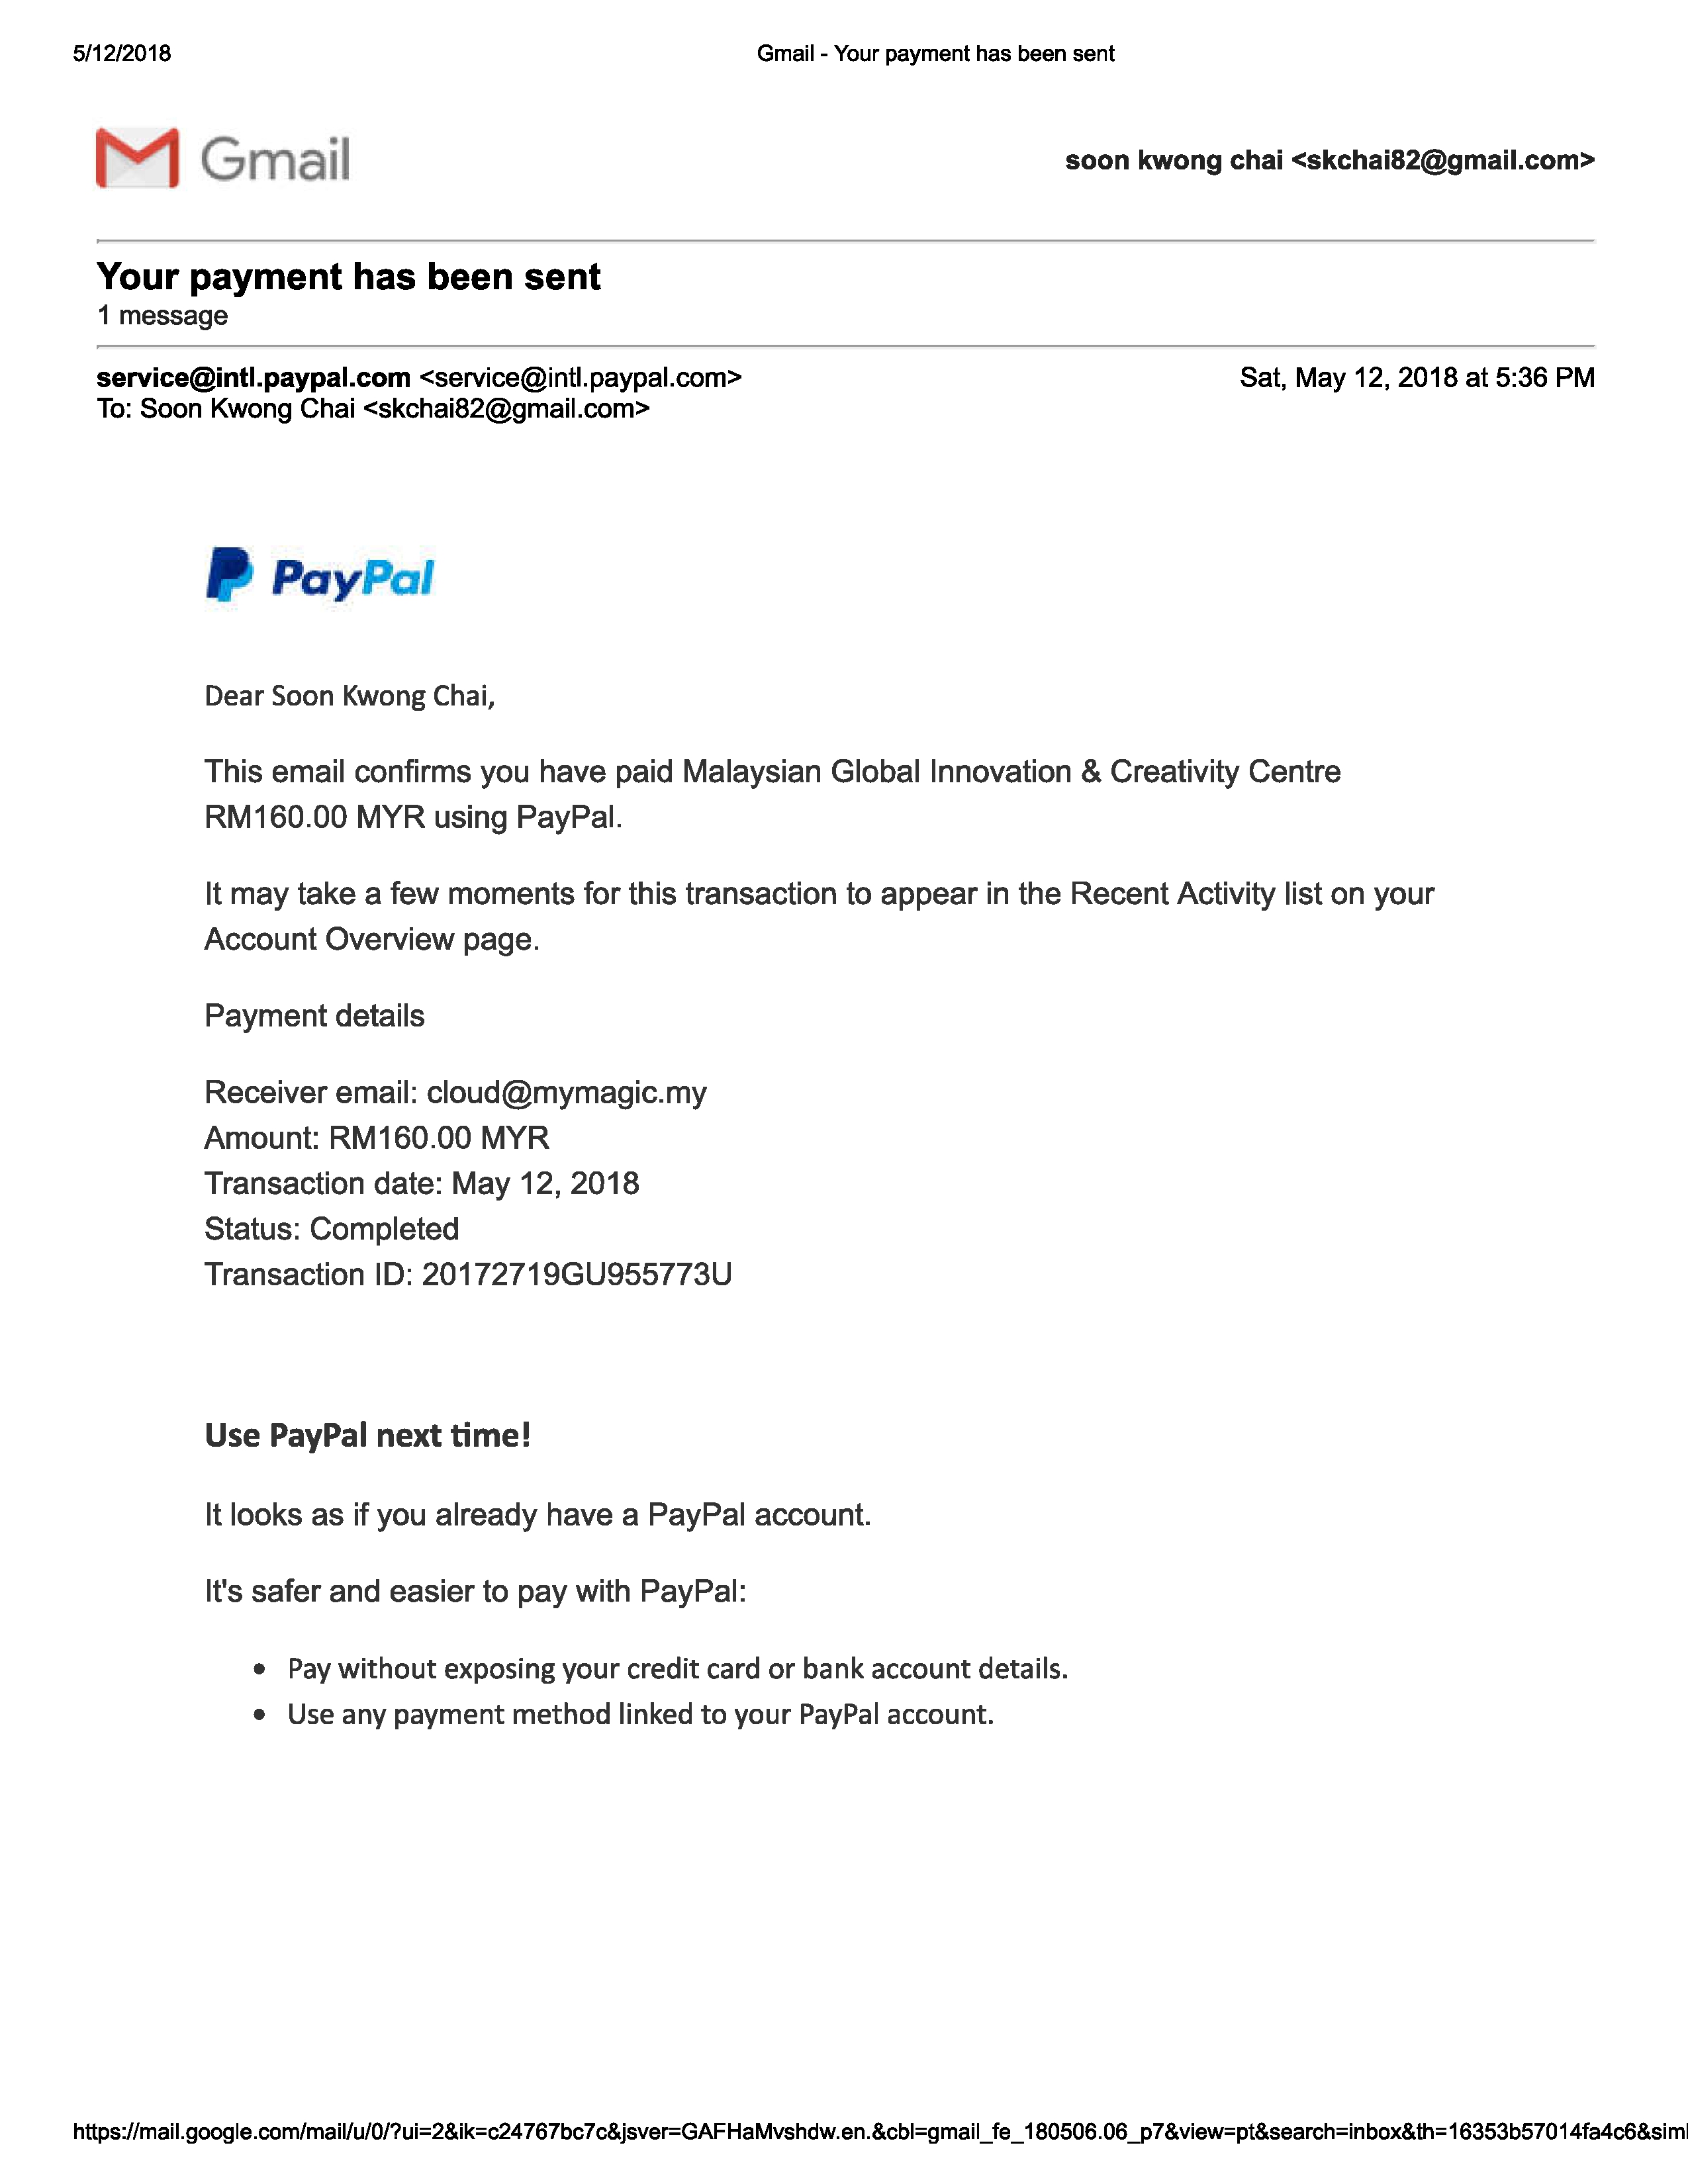 5/12/2018 Gmail - Your payment has been sent
Gmail soon kwong chai <skchai82@gmail.com>
Your payment has been sent
1 message
service@intl.paypal.com <service@intl.paypal.com> Sat, May 12, 2018 at 5:36 PM
To: Soon Kwong Chai <skchai82@gmail.com>
PayPal
Dear Soon Kwong Chai,
This email confirms you have paid Malaysian Global Innovation & Creativity Centre
RM160.00 MYR using PayPal.
It may take a few moments for this transaction to appear in the Recent Activity list on your
Account Overview page.
Payment details
Receiver email: cloud@mymagic.my
Amount: RM160.00 MYR
Transaction date: May 12, 2018
Status: Completed
Transaction ID: 20172719GU955773U
Use PayPal next time!
It looks as if you already have a PayPal account.
It's safer and easier to pay with PayPal:
• Pay without exposing your credit card or bank account details.
• Use any payment method linked to your PayPal account.
https://mail.google.com/mail/u/0/?ui=2&ik=c24767bc7c&jsver=GAFHaMvshdw.en.&cbl=gmail_fe_180506.06_p7&view=pt&search=inbox&th=16353b57014fa4c6&siml